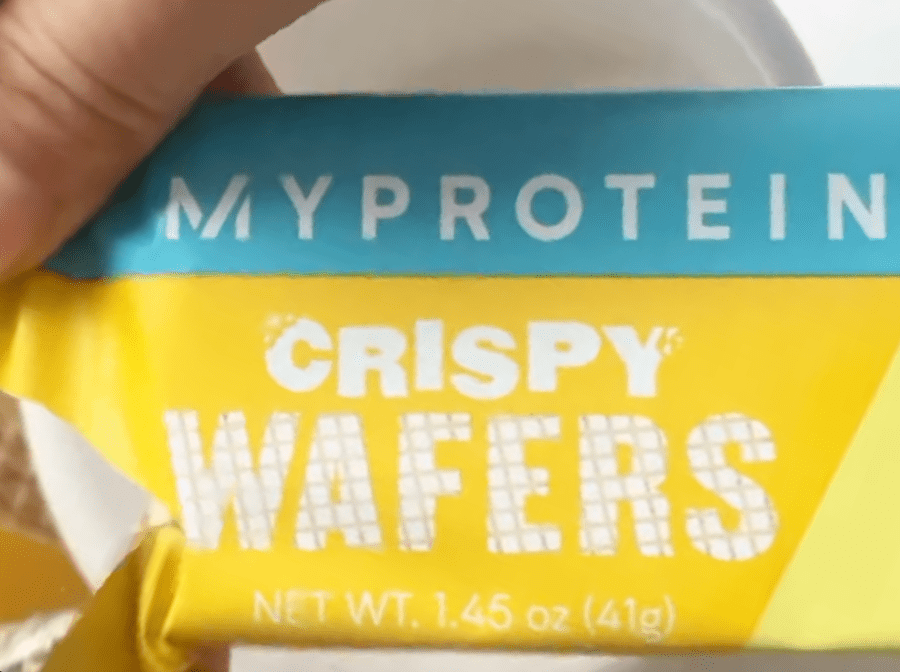 MYPROTEIN
CRISPY
WAFERS
NET WT. 1.45 oz (41g)